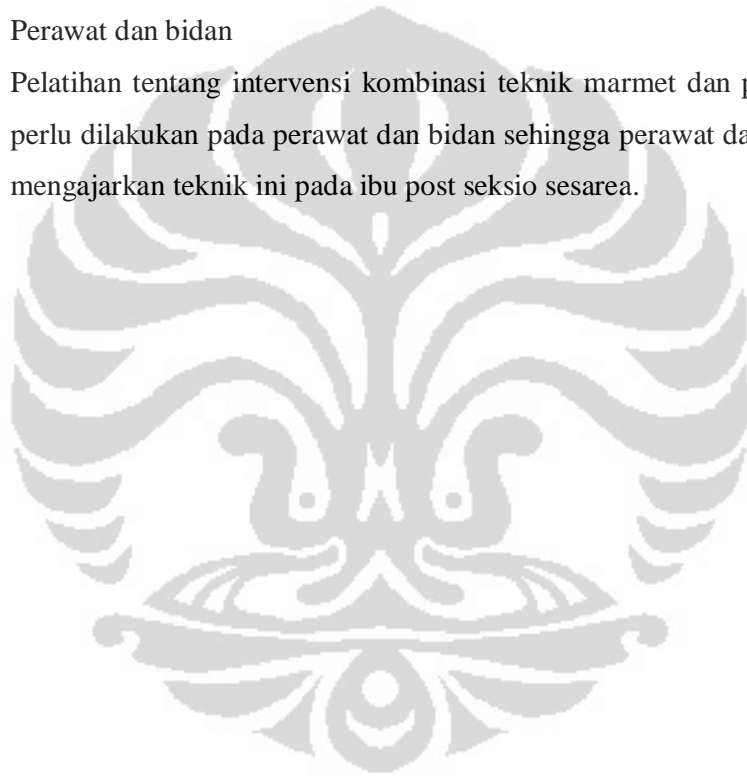 Perawat dan bidan
Pelatihan tentang intervensi kombinasi teknik marmet dan
perlu dilakukan pada perawat dan bidan sehingga perawat
mengajarkan teknik ini pada ibu post seksio sesarea.